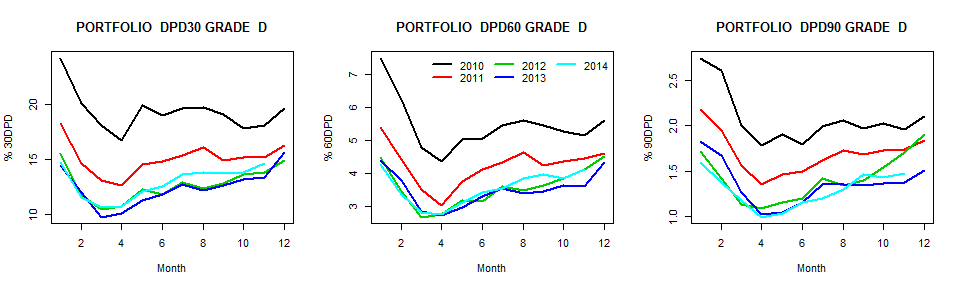 PORTFOLIO DPD30 GRADE D
% 30DPD
20
15
10
2 4 6 8 10 12
Month
PORTFOLIO DPD60 GRADE D
2010 2012 2014
2011 2013
% 60DPD
7
6
5
4
3
2 4 6 8 10 12
Month
PORTFOLIO DPD90 GRADE D
% 90DPD
2.5
2.0
1.5
1.0
2 4 6 8 10 12
Month